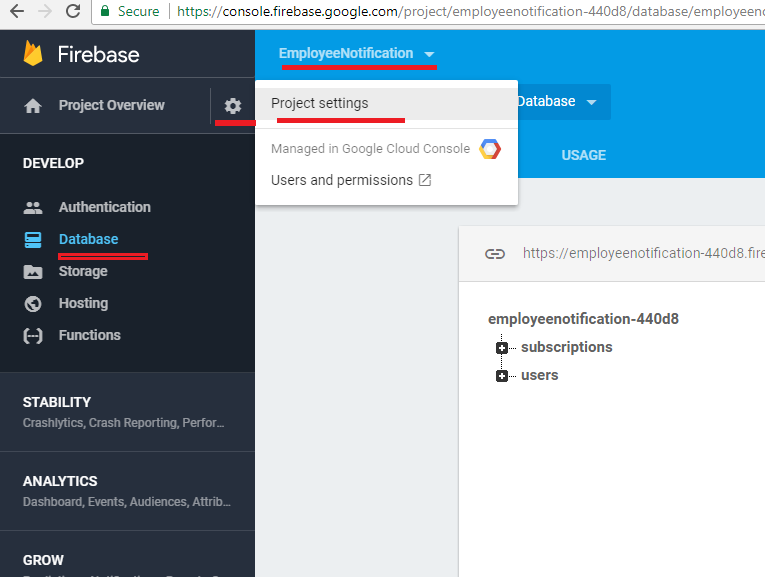 Secure https://console.firebase.google.com/project/employeenotification-440d8/database/employeeno
Firebase
EmployeeNotification
Project Overview
Project settings
Database
Managed in Google Cloud Console
Users and permissions
USAGE
DEVELOP
Authentication
Database
Storage
Hosting
Functions
https://employeenotification-440d8.fire
employeenotification-440d8
subscriptions
users
STABILITY
Crashlytics, Crash Reporting, Perfor...
ANALYTICS
Dashboard, Events, Audiences, Attrib...
GROW